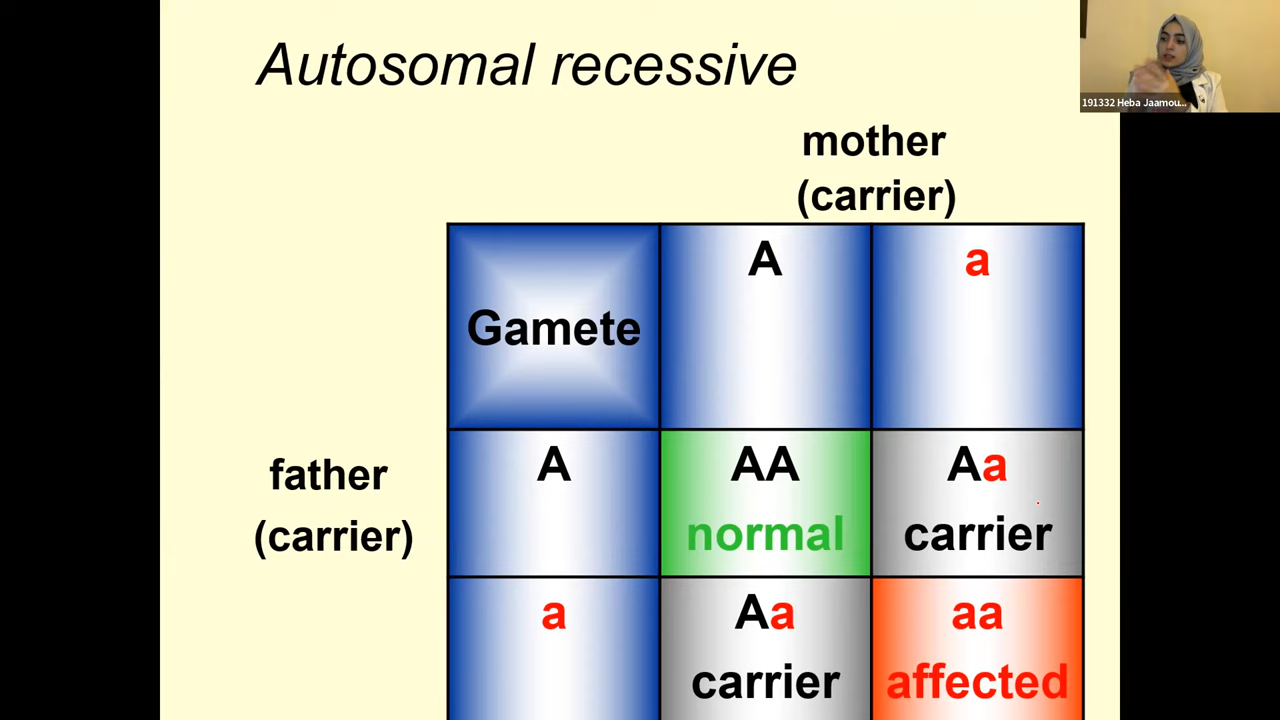 Autosomal recessive
191332 Heba Jaamou...
mother
(carrier)
Gamete
A
a
father
(carrier)
A
AA
normal
Aa
carrier
a
Aa
carrier
aa
affected